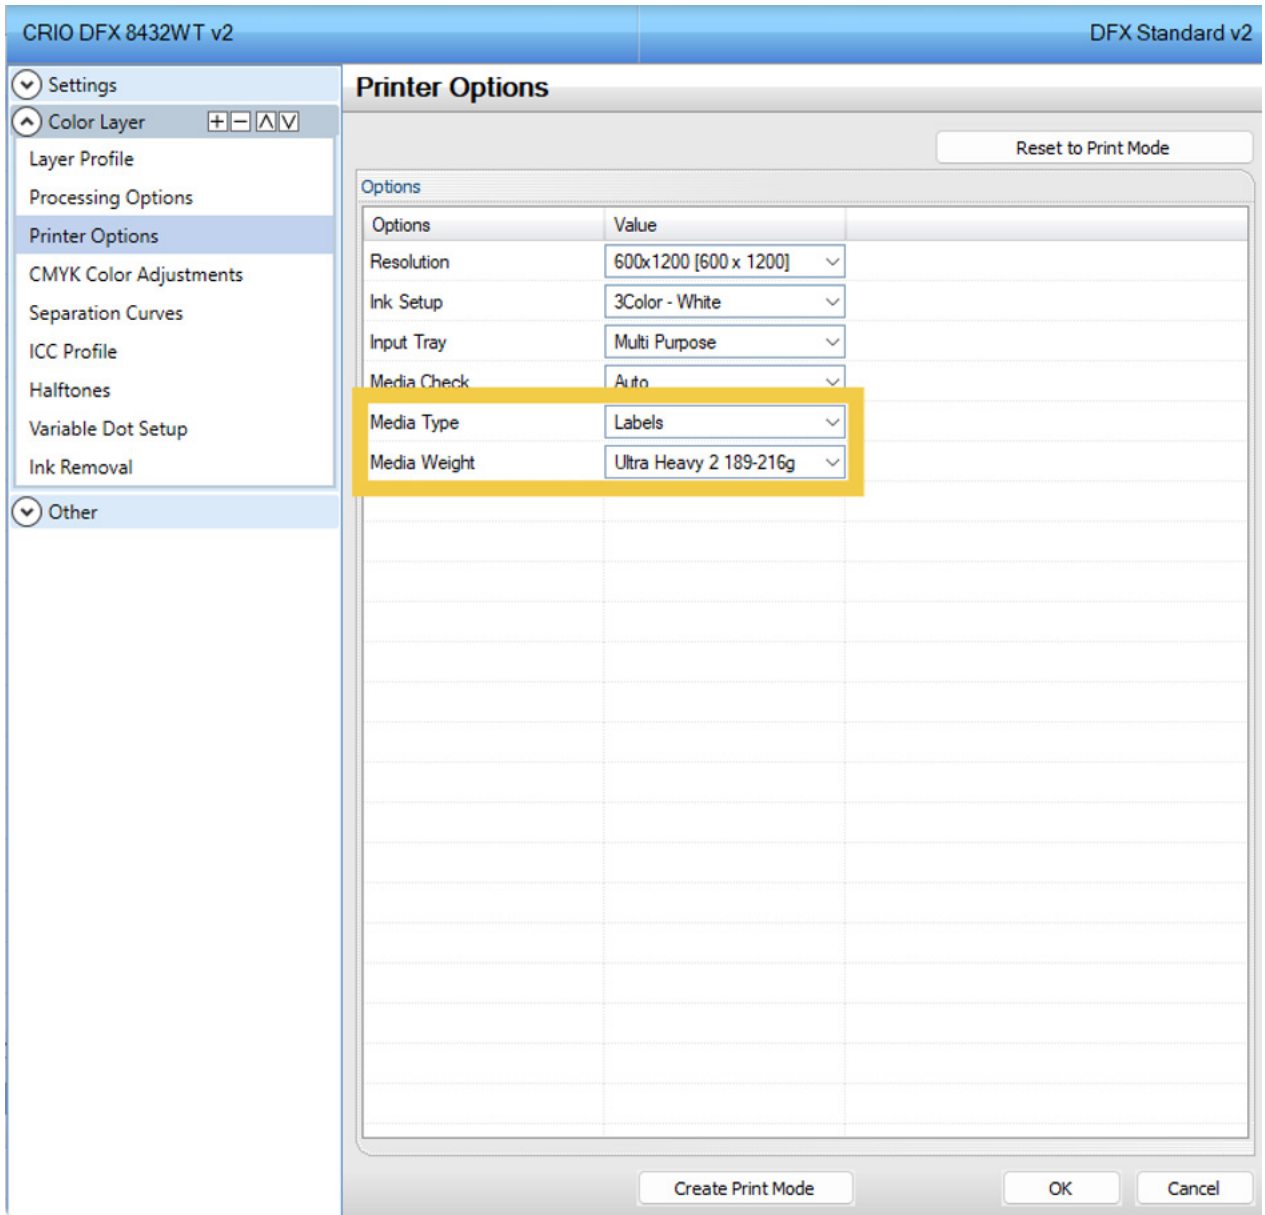 CRIO DFX 8432WT v2
DFX Standard v2
Settings
Color Layer
Layer Profile
Processing Options
Printer Options
CMYK Color Adjustments
Separation Curves
ICC Profile
Halftones
Variable Dot Setup
Ink Removal
Other
Printer Options
Reset to Print Mode
Options
Options Value
Resolution 600x1200 [600 x 1200]
Ink Setup 3Color - White
Input Tray Multi Purpose
Media Check Auto
Media Type Labels
Media Weight Ultra Heavy 2 189-216g
Create Print Mode
OK
Cancel